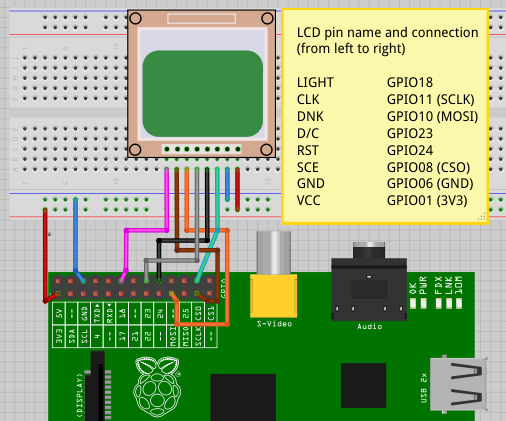 LCD pin name and connection
(from left to right)
LIGHT GPIO18
CLK GPIO11 (SCLK)
DNK GPIO10 (MOSI)
D/C GPIO23
RST GPIO24
SCE GPIO08 (CSO)
GND GPIO06 (GND)
VCC GPIO01 (3V3)
GPIO
5V -- GND TXD RXD 18 -- 23 24 -- 25 CS0 CS1
3V3 SDA SCL 4 -- 17 21 22 -- MOSI MISO SCLK --
S-Video
Audio
OK
PWR
FDX
LNK
10M
(DISPLAY)
USB 2x